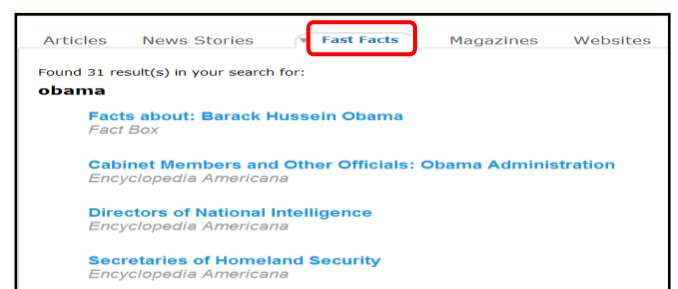 Articles News Stories Fast Facts Magazines Websites
Found 31 result(s) in your search for:
obama
Facts about: Barack Hussein Obama
Fact Box
Cabinet Members and Other Officials: Obama Administration
Encyclopedia Americana
Directors of National Intelligence
Encyclopedia Americana
Secretaries of Homeland Security
Encyclopedia Americana